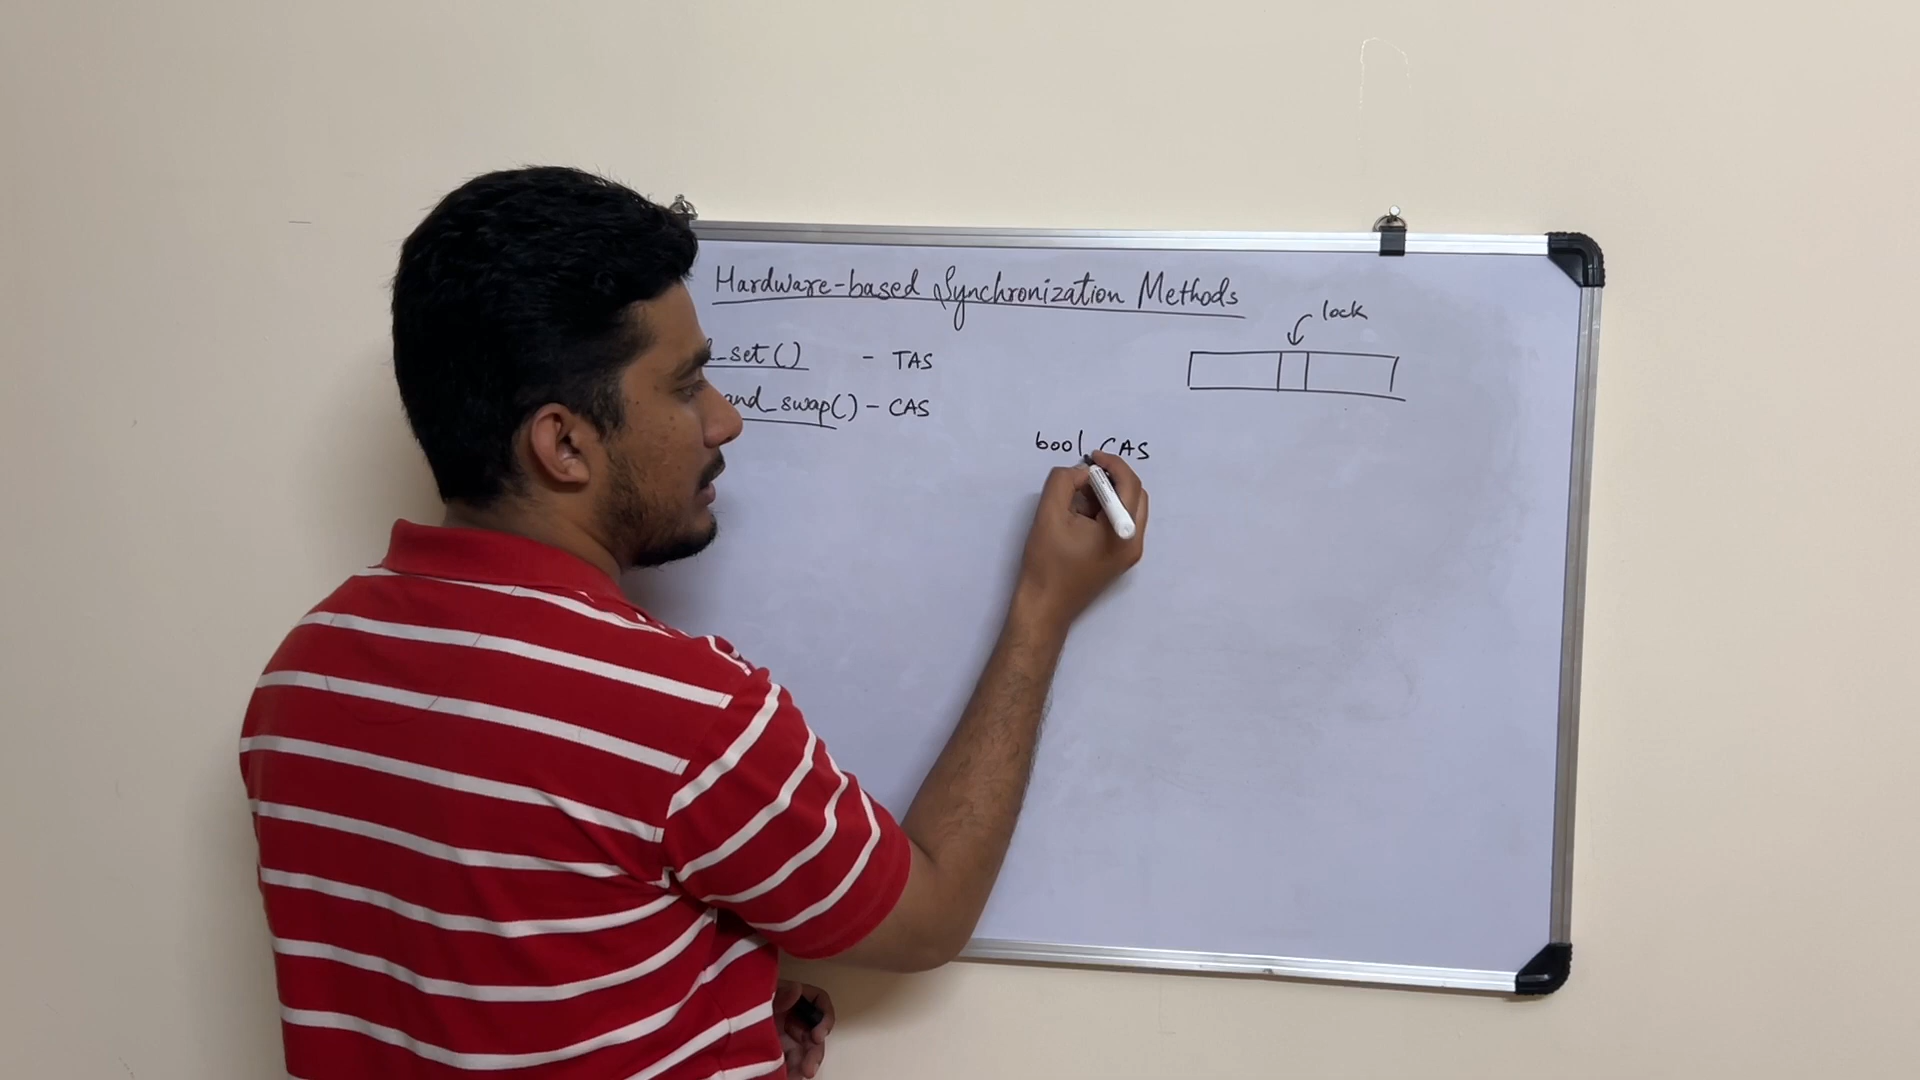 Hardware-based Synchronization Methods
lock
_set() - TAS
and_swap() - CAS
bool CAS